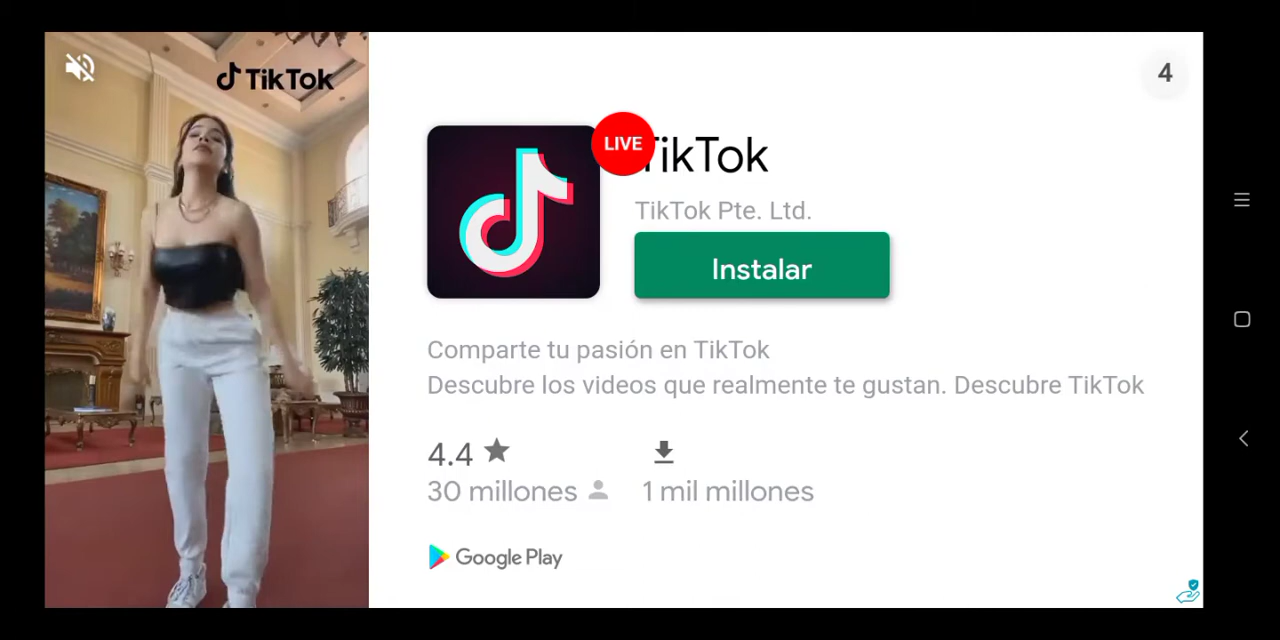 TikTok
4
LIVE
TikTok
TikTok Pte. Ltd.
Instalar
Comparte tu pasión en TikTok
Descubre los videos que realmente te gustan. Descubre TikTok
4.4
30 millones
1 mil millones
Google Play